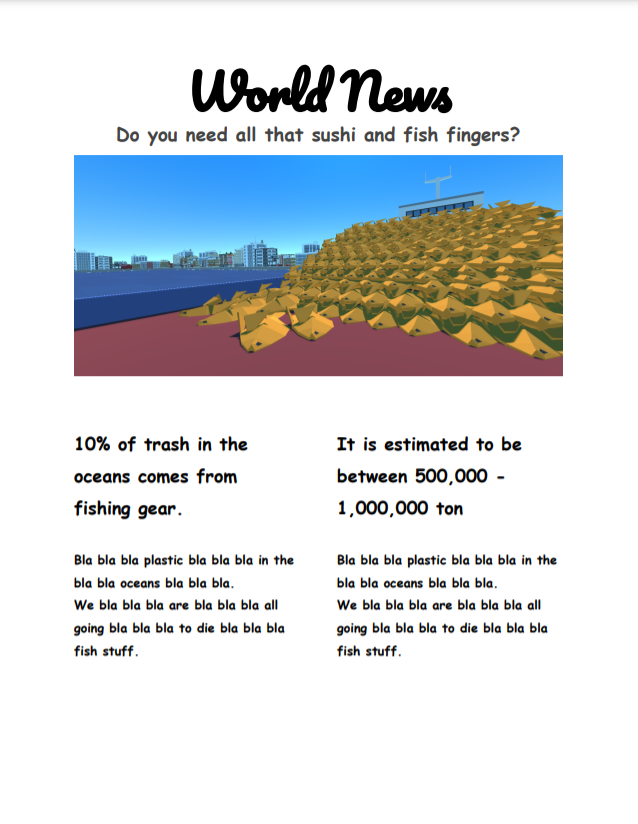 World News
Do you need all that sushi and fish fingers?
10% of trash in the
oceans comes from
fishing gear.
Bla bla bla plastic bla bla bla in the
bla bla oceans bla bla bla.
We bla bla bla are bla bla bla all
going bla bla bla to die bla bla bla
fish stuff.
It is estimated to be
between 500,000 -
1,000,000 ton
Bla bla bla plastic bla bla bla in the
bla bla oceans bla bla bla.
We bla bla bla are bla bla bla all
going bla bla bla to die bla bla bla
fish stuff.